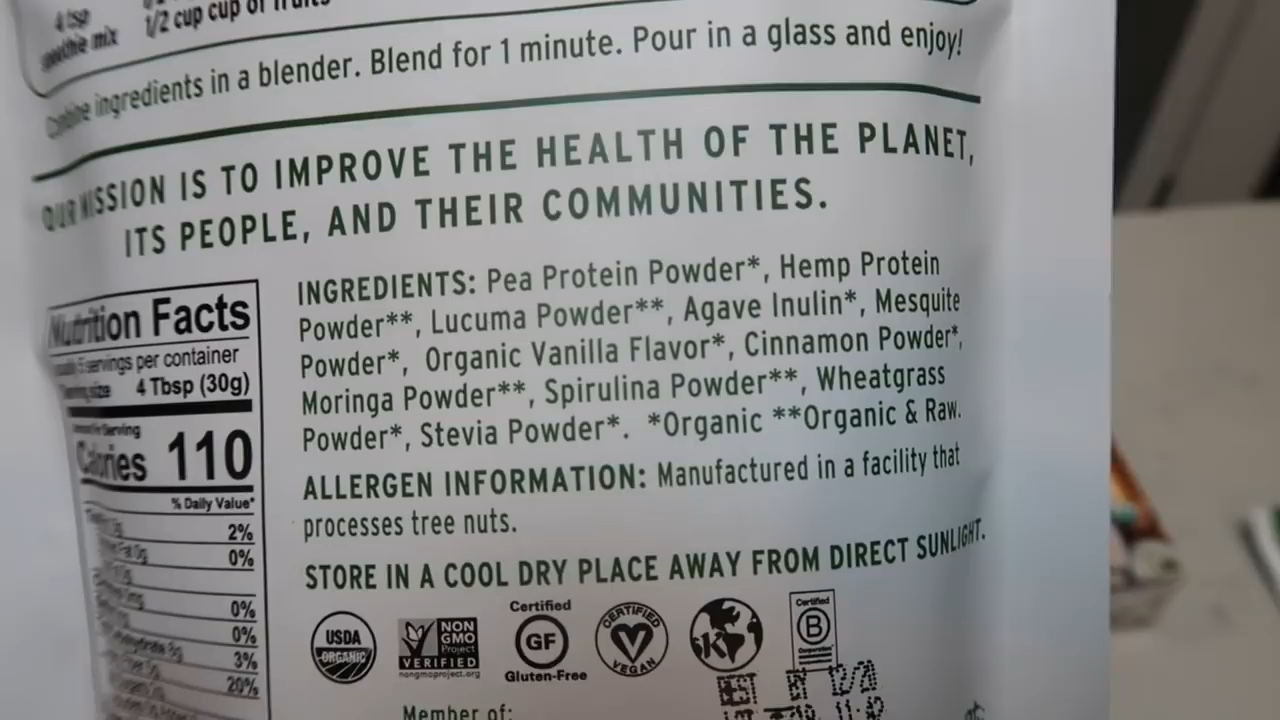 4 tsp
1/2 cup cup of fruits
smoothie mix
Combine ingredients in a blender. Blend for 1 minute. Pour in a glass and enjoy!
OUR MISSION IS TO IMPROVE THE HEALTH OF THE PLANET,
ITS PEOPLE, AND THEIR COMMUNITIES.
Nutrition Facts
servings per container
size 4 Tbsp (30g)
Calories 110
% Daily Value*
2%
0%
0%
0%
3%
20%
INGREDIENTS: Pea Protein Powder*, Hemp Protein
Powder**, Lucuma Powder**, Agave Inulin*, Mesquite
Powder*, Organic Vanilla Flavor*, Cinnamon Powder*,
Moringa Powder**, Spirulina Powder**, Wheatgrass
Powder*, Stevia Powder*. *Organic **Organic & Raw.
ALLERGEN INFORMATION: Manufactured in a facility that
processes tree nuts.
STORE IN A COOL DRY PLACE AWAY FROM DIRECT SUNLIGHT.
USDA
ORGANIC
NON
GMO
Project
VERIFIED
nongmoproject.org
Certified
GF
Gluten-Free
CERTIFIED
VEGAN
K
Certified
B
Corporation
Member of:
BEST BY